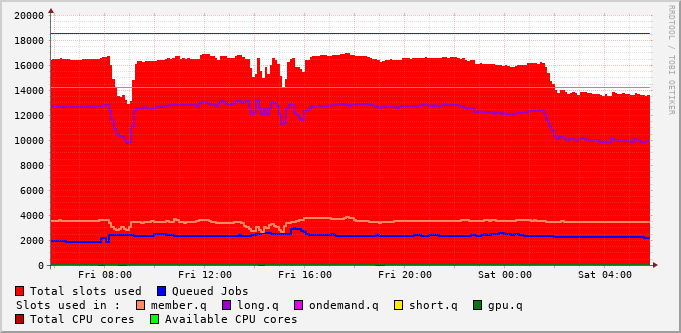 20000
18000
16000
14000
12000
10000
8000
6000
4000
2000
0
Fri 08:00 Fri 12:00 Fri 16:00 Fri 20:00 Sat 00:00 Sat 04:00
RRDTOOL / TOBI OETIKER
Total slots used Queued Jobs
Slots used in : member.q long.q ondemand.q short.q gpu.q
Total CPU cores Available CPU cores